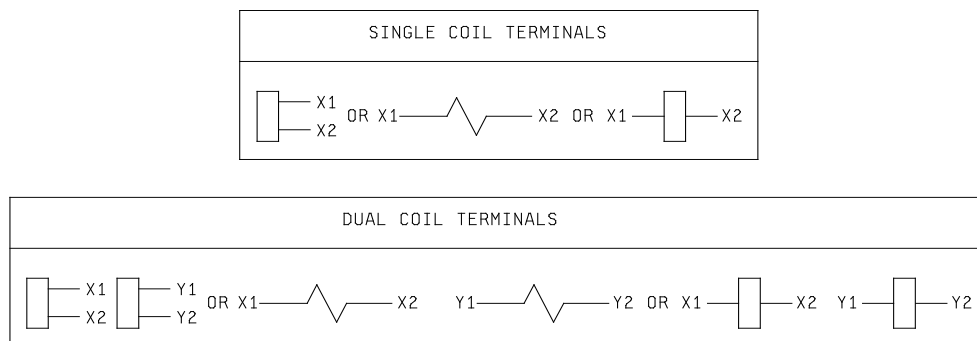 SINGLE COIL TERMINALS
X1
X2
OR X1 X2 OR X1 X2
DUAL COIL TERMINALS
X1 Y1
X2 Y2
OR X1 X2 Y1 Y2 OR X1 X2 Y1 Y2